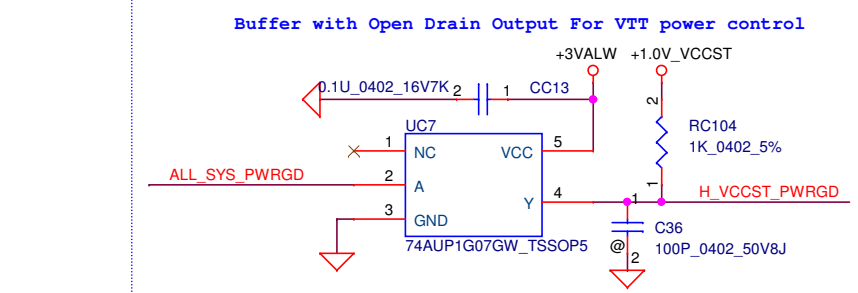 Buffer with Open Drain Output For VTT power control
+3VALW +1.0V_VCCST
0.1U_0402_16V7K 2 1 CC13
2
UC7
RC104
1K_0402_5%
1 NC VCC 5
ALL_SYS_PWRGD 2 A
1
Y 4 H_VCCST_PWRGD
3 GND
1
C36
74AUP1G07GW_TSSOP5 @ 100P_0402_50V8J
2